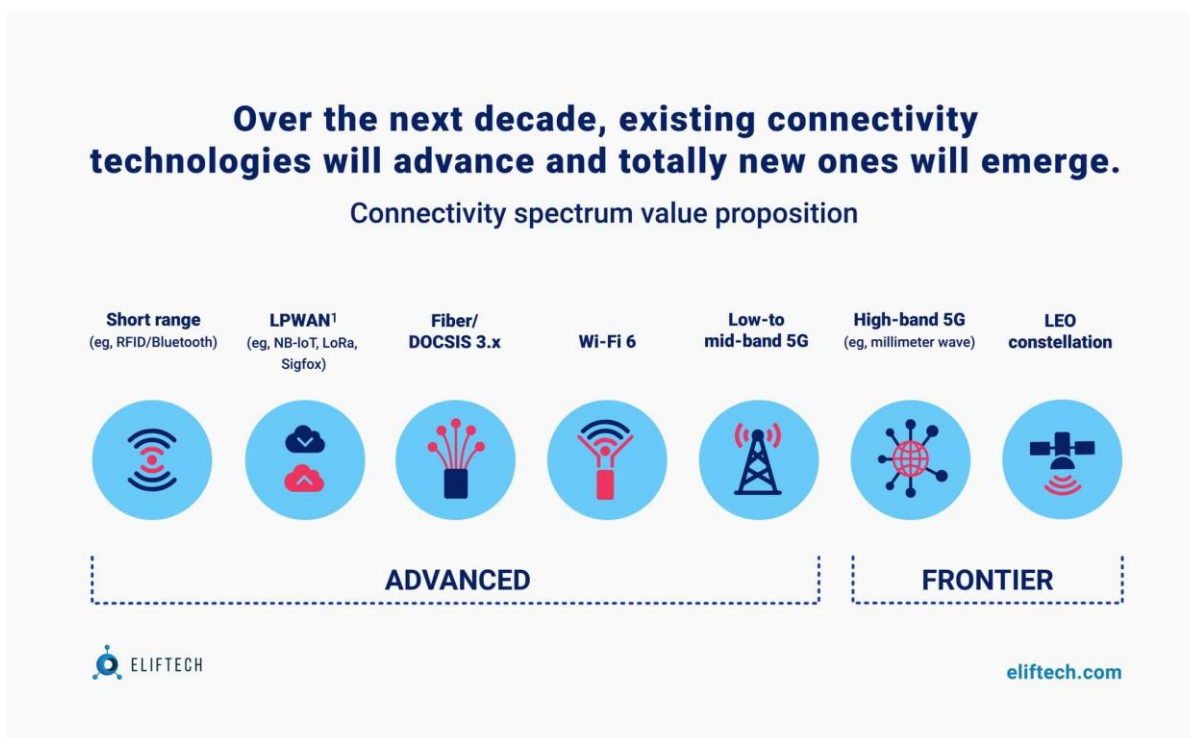 Over the next decade, existing connectivity
technologies will advance and totally new ones will emerge.
Connectivity spectrum value proposition
Short range
(eg, RFID/Bluetooth)
LPWAN¹
(eg, NB-IoT, LoRa,
Sigfox)
Fiber/
DOCSIS 3.x
Wi-Fi 6
Low-to
mid-band 5G
High-band 5G
(eg, millimeter wave)
LEO
constellation
ADVANCED
FRONTIER
ELIFTECH
eliftech.com